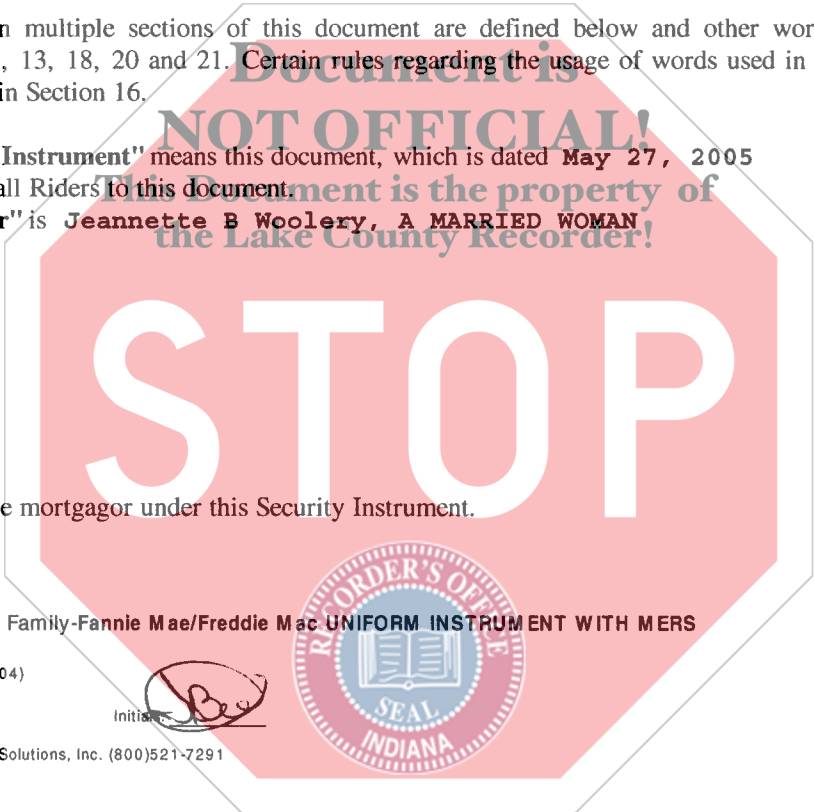 n multiple sections of this document are defined below and other wor
, 13, 18, 20 and 21. Certain rules regarding the usage of words used in
in Section 16.
Document is
NOT OFFICIAL!
Instrument" means this document, which is dated May 27, 2005
all Riders to this document.
This Document is the property of
r" is Jeannette B Woolery, A MARRIED WOMAN
the Lake County Recorder!
STOP
e mortgagor under this Security Instrument.
RECORDER'S OFFICE
SEAL
INDIANA
Family-Fannie Mae/Freddie Mac UNIFORM INSTRUMENT WITH MERS
04)
Initials:
Solutions, Inc. (800)521-7291